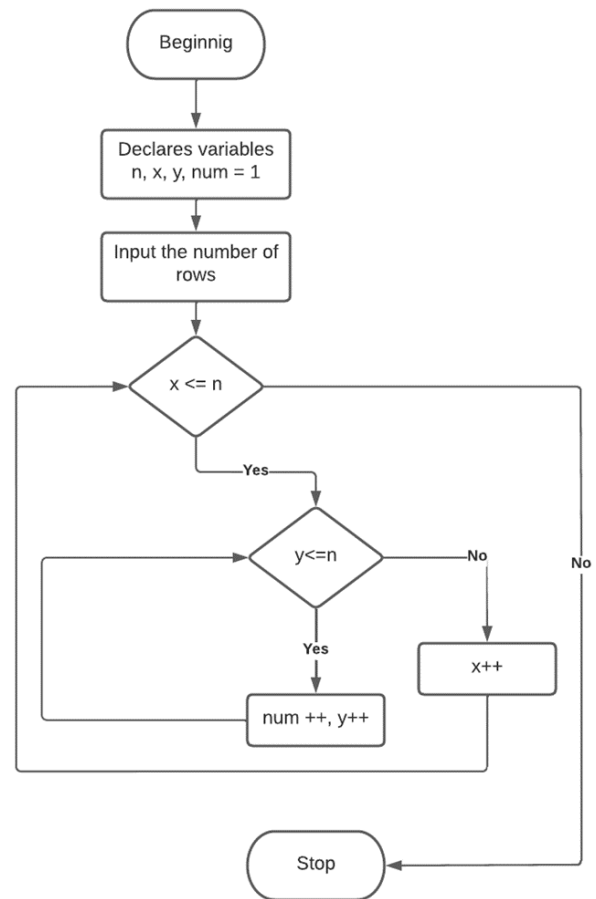 Beginnig
Declares variables
n, x, y, num = 1
Input the number of
rows
x <= n
Yes
y<=n
No
No
Yes
x++
num ++, y++
Stop